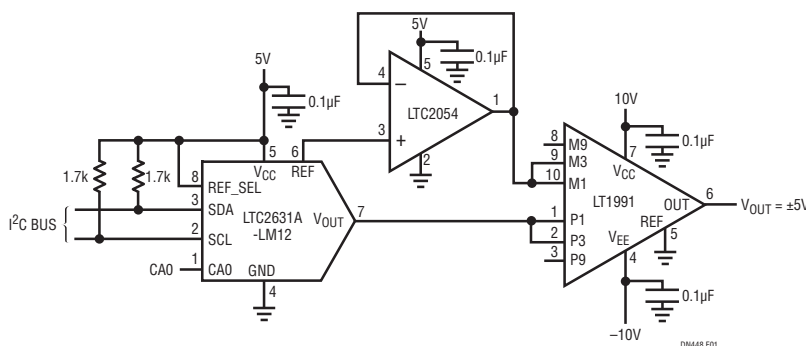 5V
0.1µF
5V
0.1µF
4
5
−
1
LTC2054
3
+
2
1.7k
1.7k
5
6
VCC
REF
8
REF_SEL
3
SDA
LTC2631A
-LM12
VOUT
7
I²C BUS
2
SCL
1
CA0
CA0
GND
4
10V
0.1µF
8
M9
7
9
M3
VCC
10
M1
6
OUT
VOUT = ±5V
LT1991
1
P1
REF
2
P3
5
VEE
3
P9
4
0.1µF
–10V
DN448 F01